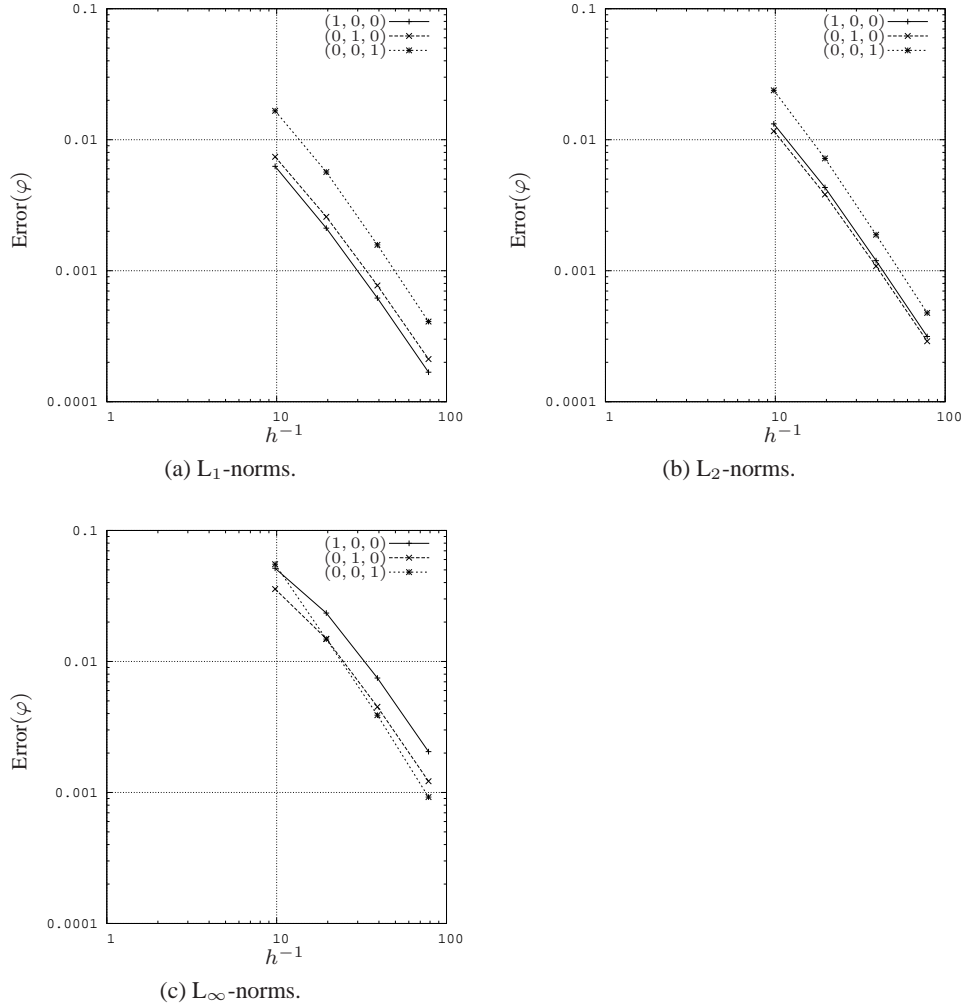 0.1
(1, 0, 0)
(0, 1, 0)
(0, 0, 1)
0.01
0.001
0.0001
Error(φ)
1
10
100
h⁻¹
(a) L₁-norms.
0.1
(1, 0, 0)
(0, 1, 0)
(0, 0, 1)
0.01
0.001
0.0001
Error(φ)
1
10
100
h⁻¹
(b) L₂-norms.
0.1
(1, 0, 0)
(0, 1, 0)
(0, 0, 1)
0.01
0.001
0.0001
Error(φ)
1
10
100
h⁻¹
(c) L∞-norms.